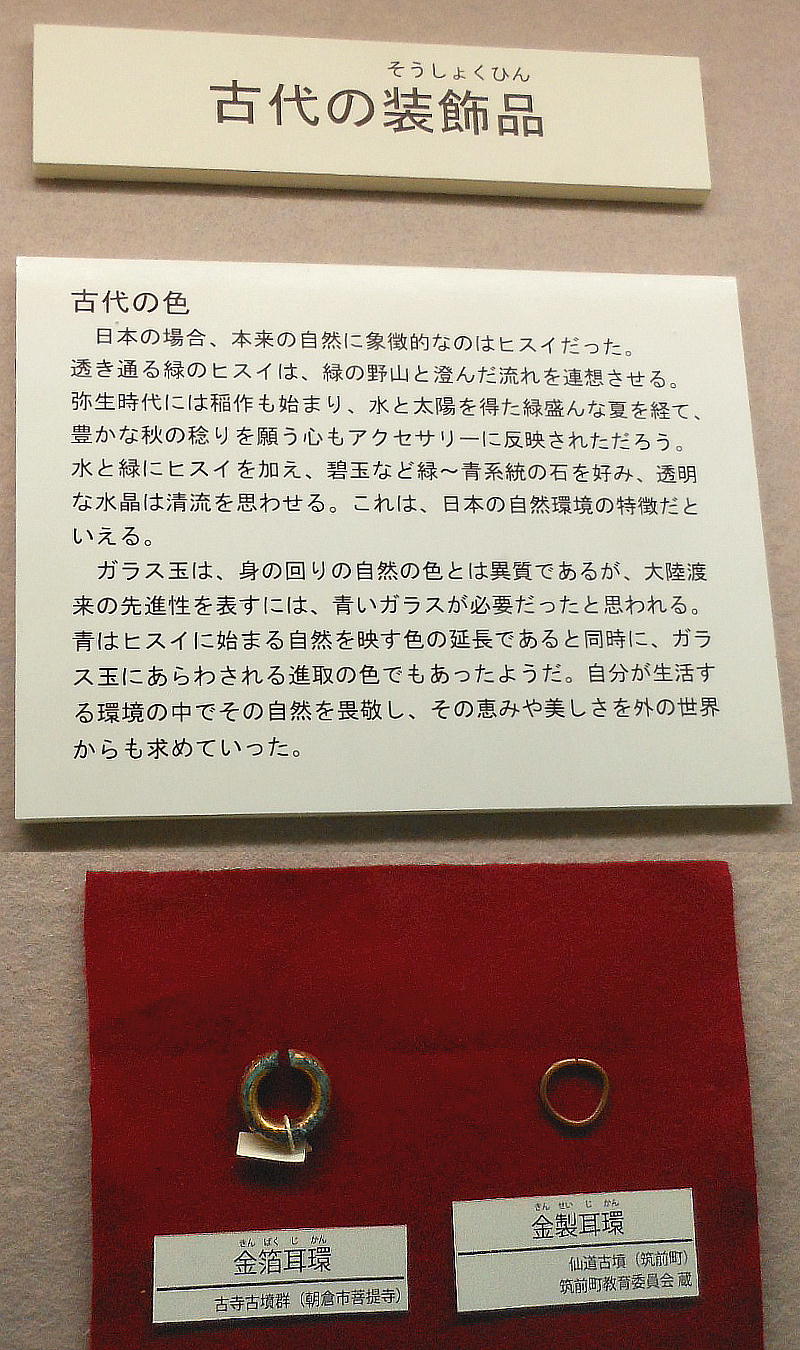 そうしょくひん
古代の装飾品
古代の色
日本の場合、本来の自然に象徴的なのはヒスイだった。
透き通る緑のヒスイは、緑の野山と澄んだ流れを連想させる。
弥生時代には稲作も始まり、水と太陽を得た緑盛んな夏を経て、
豊かな秋の稔りを願う心もアクセサリーに反映されただろう。
水と緑にヒスイを加え、碧玉など緑～青系統の石を好み、透明
な水晶は清流を思わせる。これは、日本の自然環境の特徴だと
いえる。
ガラス玉は、身の回りの自然の色とは異質であるが、大陸渡
来の先進性を表すには、青いガラスが必要だったと思われる。
青はヒスイに始まる自然を映す色の延長であると同時に、ガラ
ス玉にあらわされる進取の色でもあったようだ。自分が生活す
る環境の中でその自然を畏敬し、その恵みや美しさを外の世界
からも求めていった。
きん ぱく じ かん
金箔耳環
古寺古墳群（朝倉市菩提寺）
きん せい じ かん
金製耳環
仙道古墳（筑前町）
筑前町教育委員会 蔵